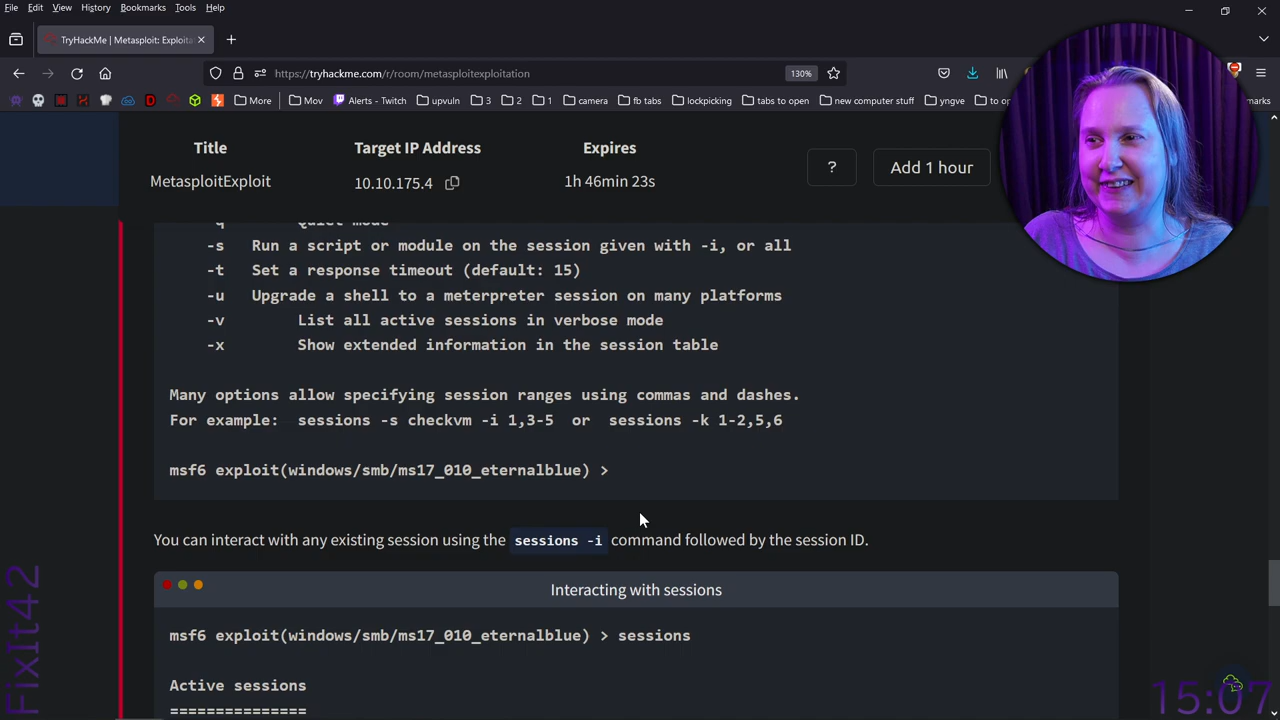 File Edit View History Bookmarks Tools Help
TryHackMe | Metasploit: Exploita
https://tryhackme.com/r/room/metasploitexploitation
130%
More Mov Alerts - Twitch upvuln 3 2 1 camera fb tabs lockpicking tabs to open new computer stuff yngve to op
Title Target IP Address Expires
MetasploitExploit 10.10.175.4 1h 46min 23s
? Add 1 hour
-s Run a script or module on the session given with -i, or all
-t Set a response timeout (default: 15)
-u Upgrade a shell to a meterpreter session on many platforms
-v List all active sessions in verbose mode
-x Show extended information in the session table
Many options allow specifying session ranges using commas and dashes.
For example: sessions -s checkvm -i 1,3-5 or sessions -k 1-2,5,6
msf6 exploit(windows/smb/ms17_010_eternalblue) >
You can interact with any existing session using the sessions -i command followed by the session ID.
Interacting with sessions
msf6 exploit(windows/smb/ms17_010_eternalblue) > sessions
Active sessions
===============
FixIt42
15:07